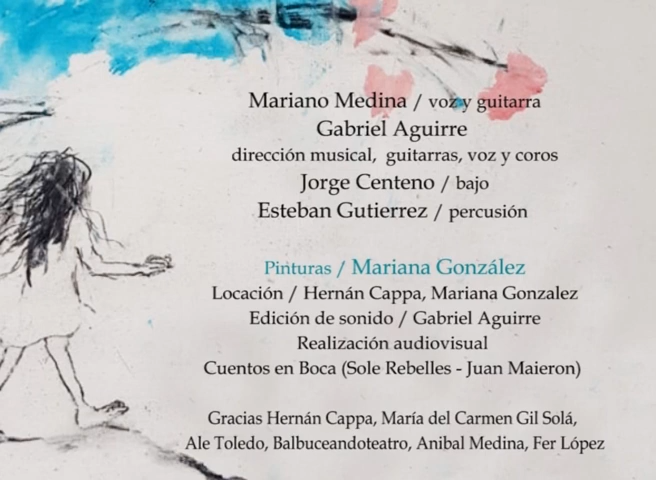 Mariano Medina / voz y guitarra
Gabriel Aguirre
dirección musical, guitarras, voz y coros
Jorge Centeno / bajo
Esteban Gutierrez / percusión
Pinturas / Mariana González
Locación / Hernán Cappa, Mariana Gonzalez
Edición de sonido / Gabriel Aguirre
Realización audiovisual
Cuentos en Boca (Sole Rebelles - Juan Maieron)
Gracias Hernán Cappa, María del Carmen Gil Solá,
Ale Toledo, Balbuceandoteatro, Anibal Medina, Fer López